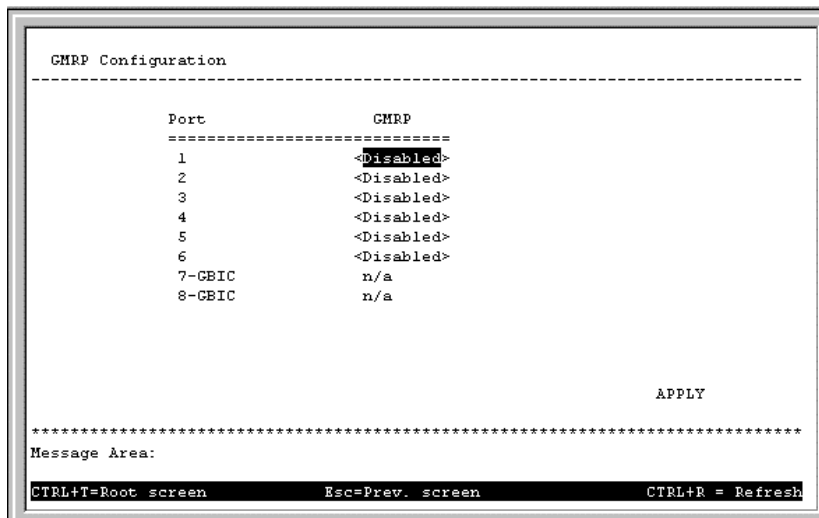 GMRP Configuration
--------------------------------------------------------------------------------
Port GMRP
=============================
1 <Disabled>
2 <Disabled>
3 <Disabled>
4 <Disabled>
5 <Disabled>
6 <Disabled>
7-GBIC n/a
8-GBIC n/a
APPLY
********************************************************************************
Message Area:
CTRL+T=Root screen Esc=Prev. screen CTRL+R = Refresh